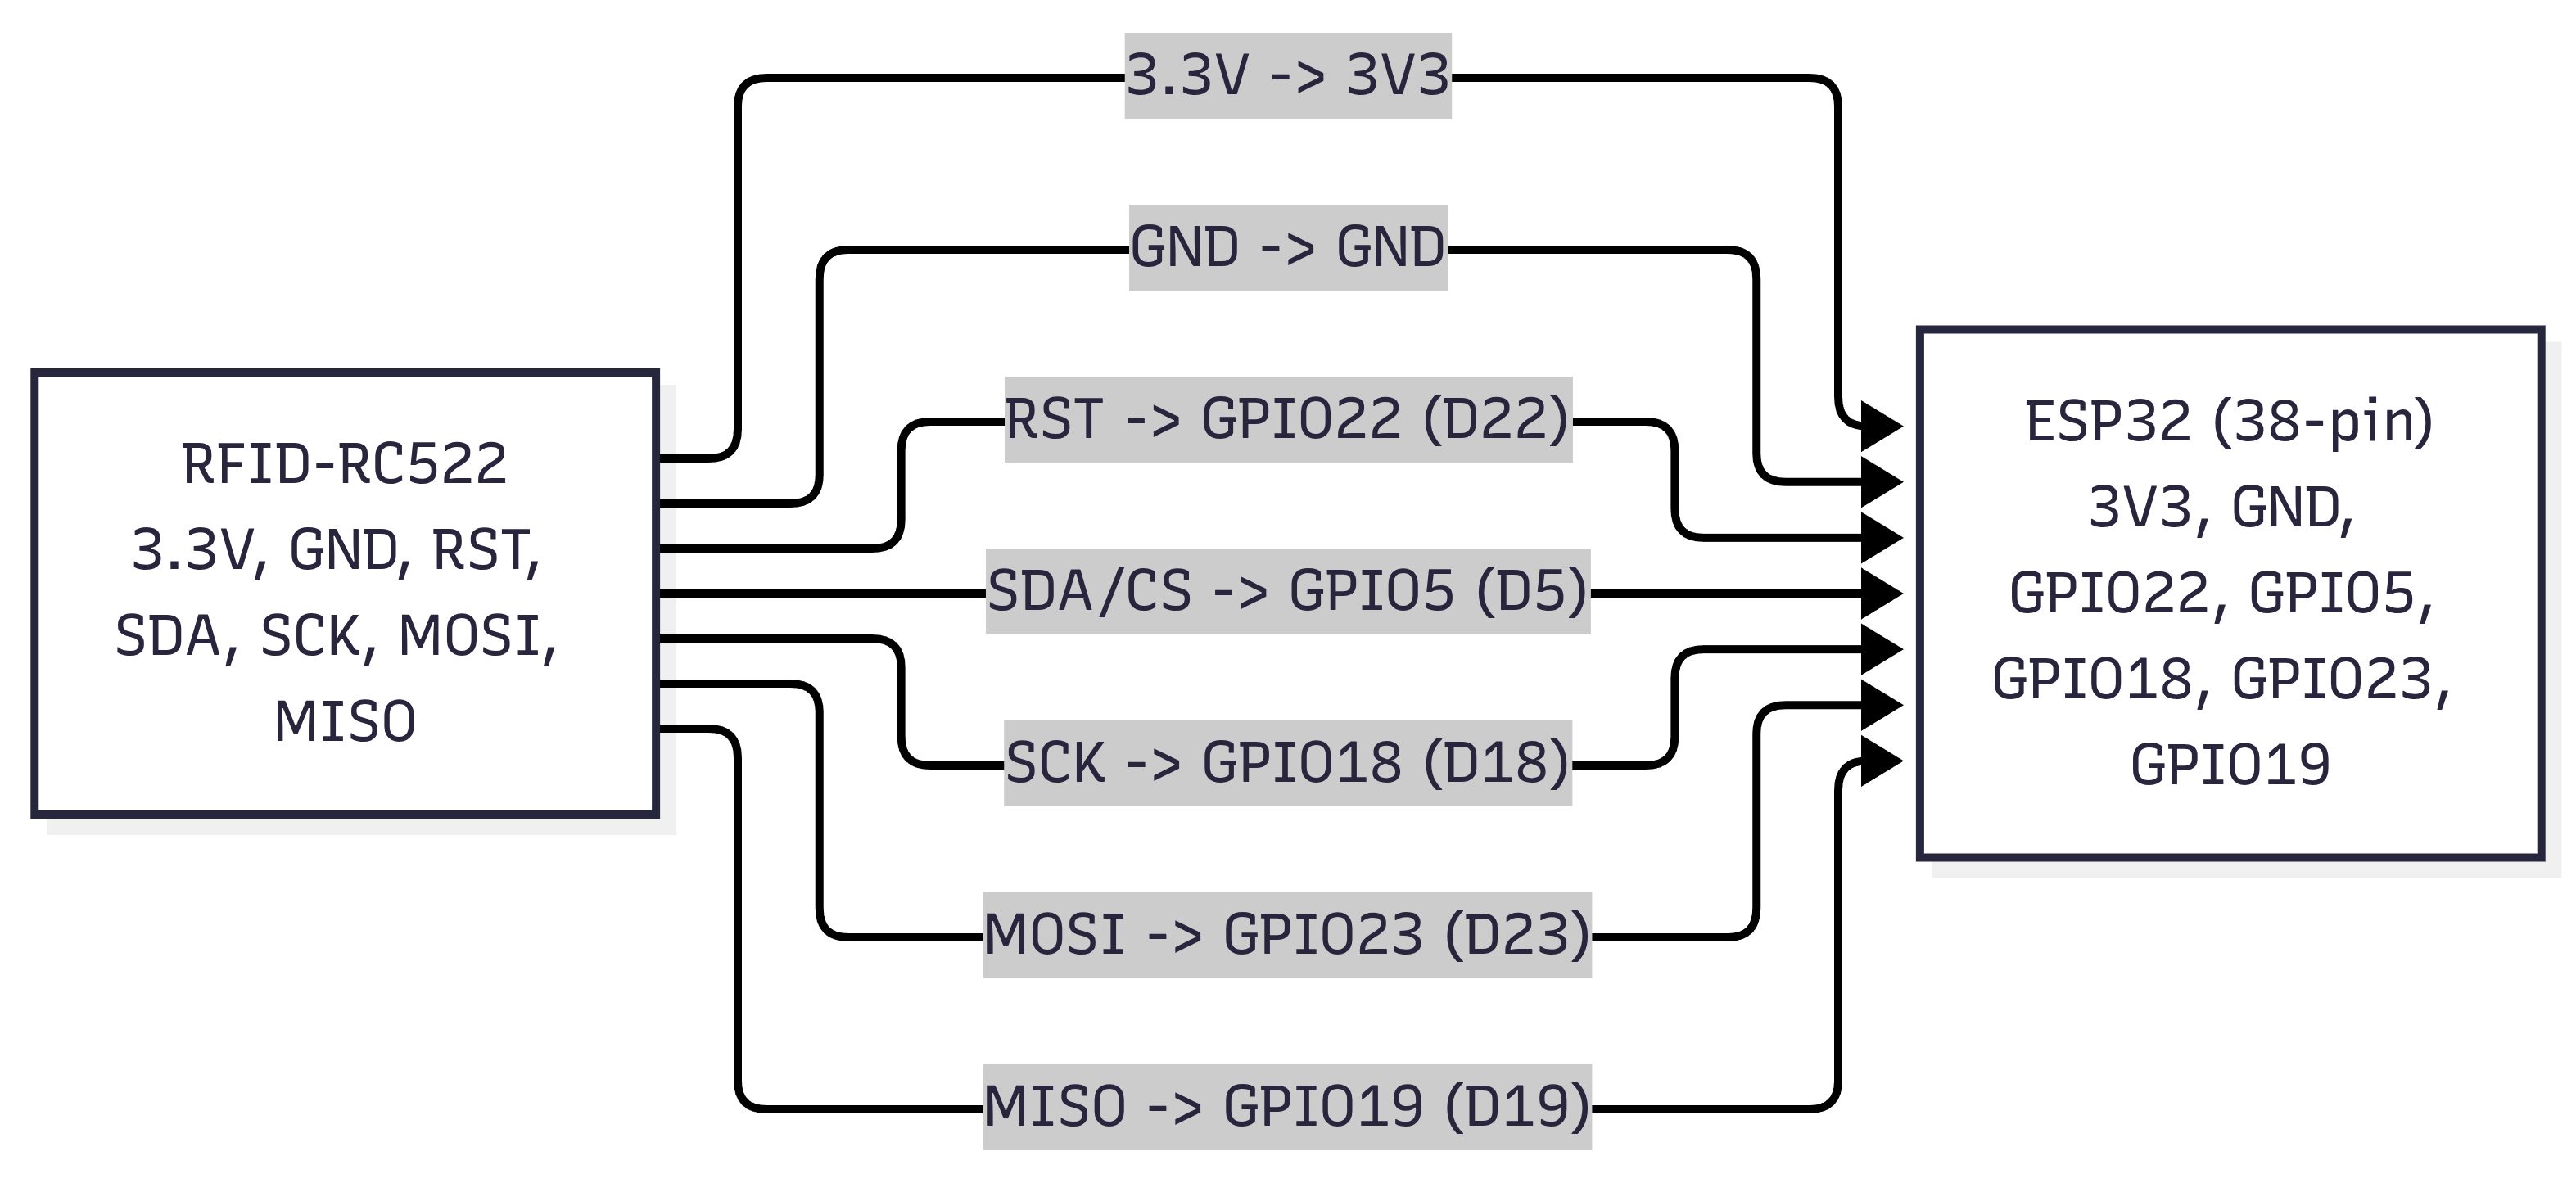 RFID-RC522
3.3V, GND, RST,
SDA, SCK, MOSI,
MISO
3.3V -> 3V3
GND -> GND
RST -> GPIO22 (D22)
SDA/CS -> GPIO5 (D5)
SCK -> GPIO18 (D18)
MOSI -> GPIO23 (D23)
MISO -> GPIO19 (D19)
ESP32 (38-pin)
3V3, GND,
GPIO22, GPIO5,
GPIO18, GPIO23,
GPIO19